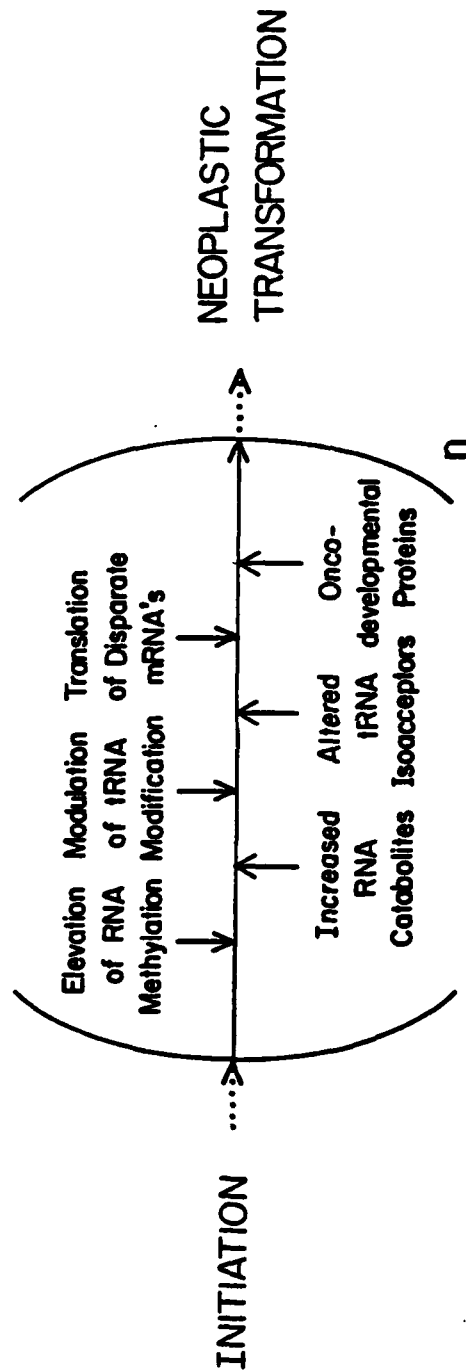 INITIATION
Elevation Modulation Translation
of RNA of tRNA of Disparate
Methylation Modification mRNA's
Increased Altered Onco-
RNA tRNA developmental
Catabolites Isoacceptors Proteins
n
NEOPLASTIC
TRANSFORMATION